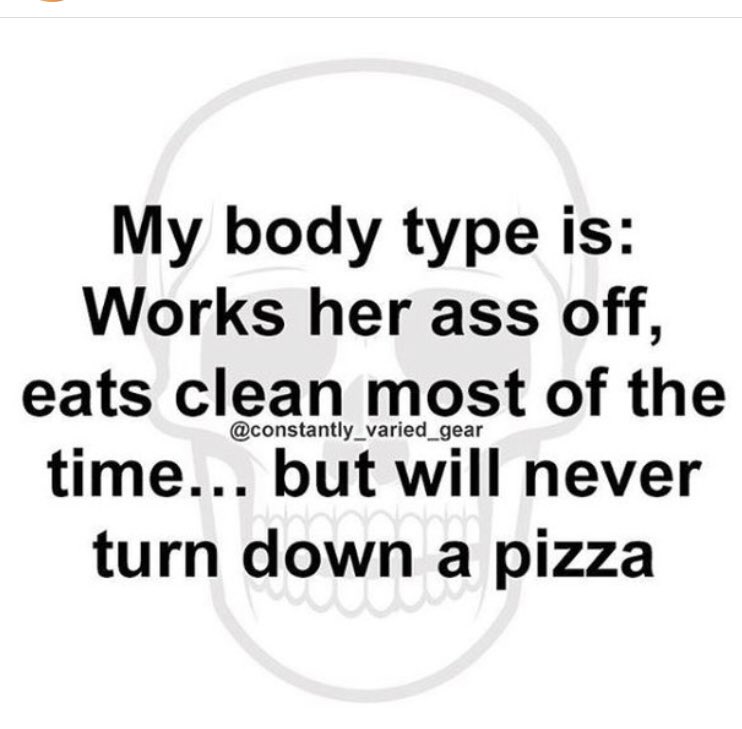 My body type is:
Works her ass off,
eats clean most of the
@constantly_varied_gear
time... but will never
turn down a pizza